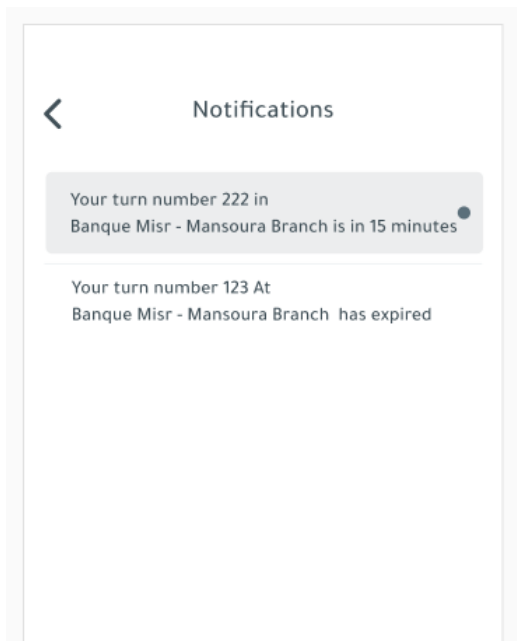 Notifications
Your turn number 222 in
Banque Misr - Mansoura Branch is in 15 minutes
Your turn number 123 At
Banque Misr - Mansoura Branch  has expired